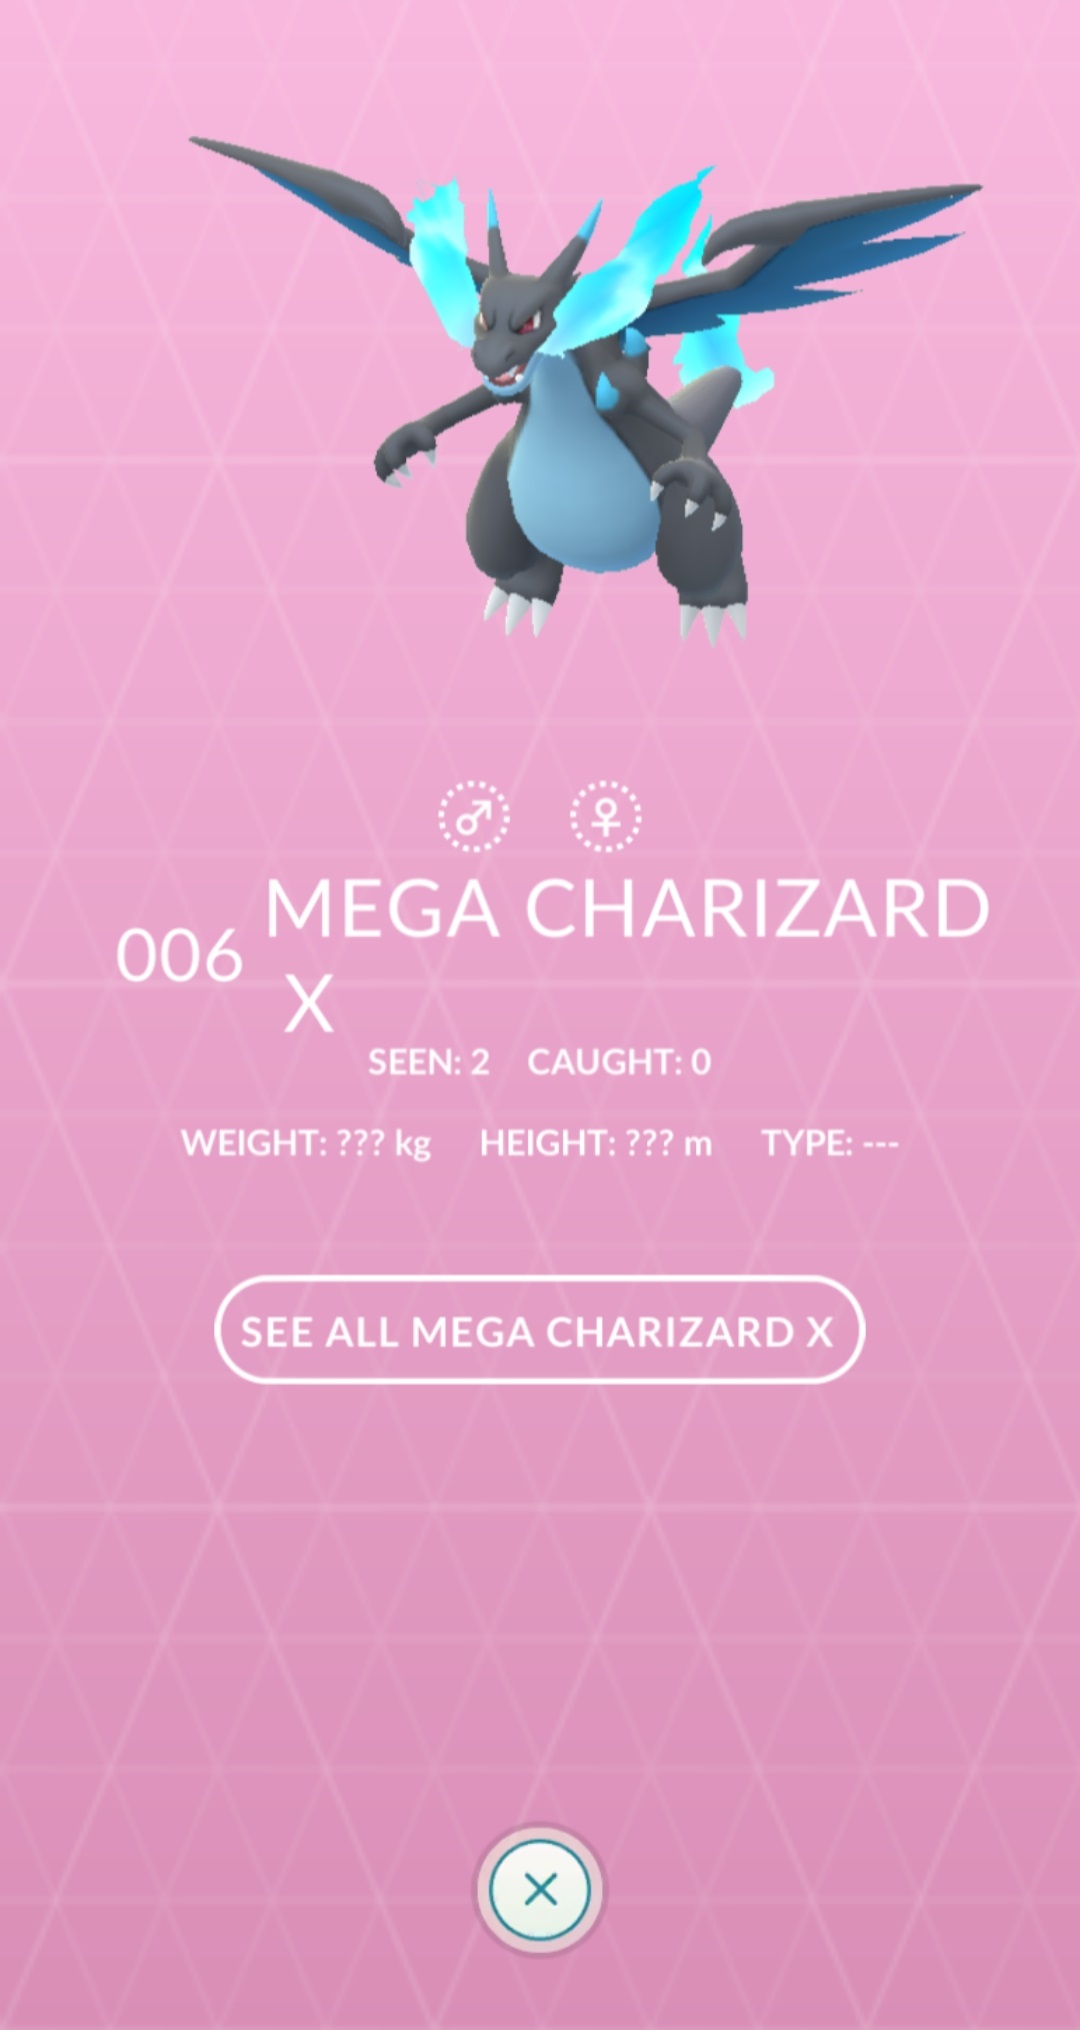 006 MEGA CHARIZARD
X
SEEN: 2 CAUGHT: 0
WEIGHT: ??? kg HEIGHT: ??? m TYPE: ---
SEE ALL MEGA CHARIZARD X